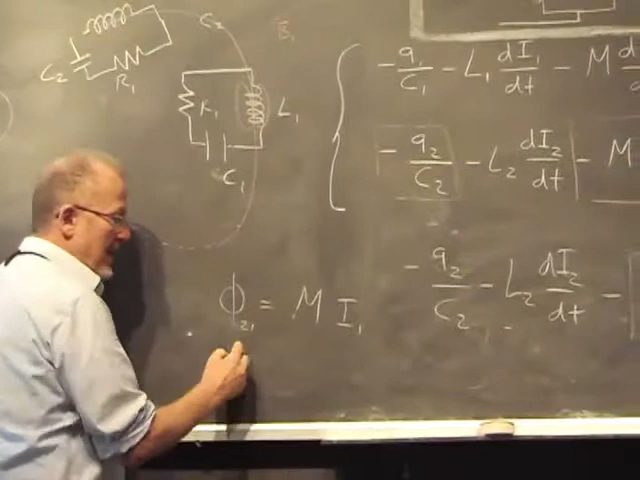 C₂
C₂
R₁
R₁
L₁
C₁
Φ₂₁ = M I₁
- q₁/C₁ - L₁ dI₁/dt - M d
- q₂/C₂ - L₂ dI₂/dt - M
- q₂/C₂ - L₂ dI₂/dt -